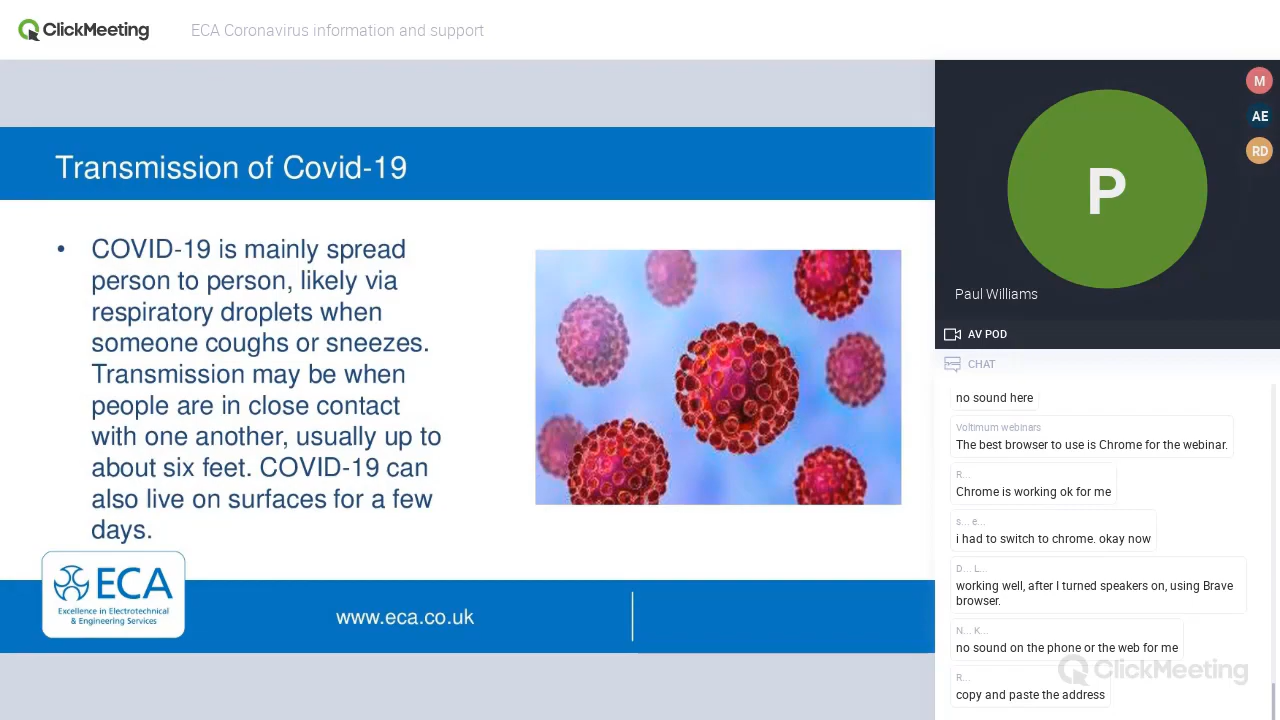 ClickMeeting
ECA Coronavirus information and support
Transmission of Covid-19
• COVID-19 is mainly spread
person to person, likely via
respiratory droplets when
someone coughs or sneezes.
Transmission may be when
people are in close contact
with one another, usually up to
about six feet. COVID-19 can
also live on surfaces for a few
days.
ECA
Excellence in Electrotechnical
& Engineering Services
www.eca.co.uk
M
AE
RD
P
Paul Williams
AV POD
CHAT
no sound here
Voltimum webinars
The best browser to use is Chrome for the webinar.
R...
Chrome is working ok for me
s... e...
i had to switch to chrome. okay now
D... L...
working well, after I turned speakers on, using Brave
browser.
N... K...
no sound on the phone or the web for me
ClickMeeting
R...
copy and paste the address